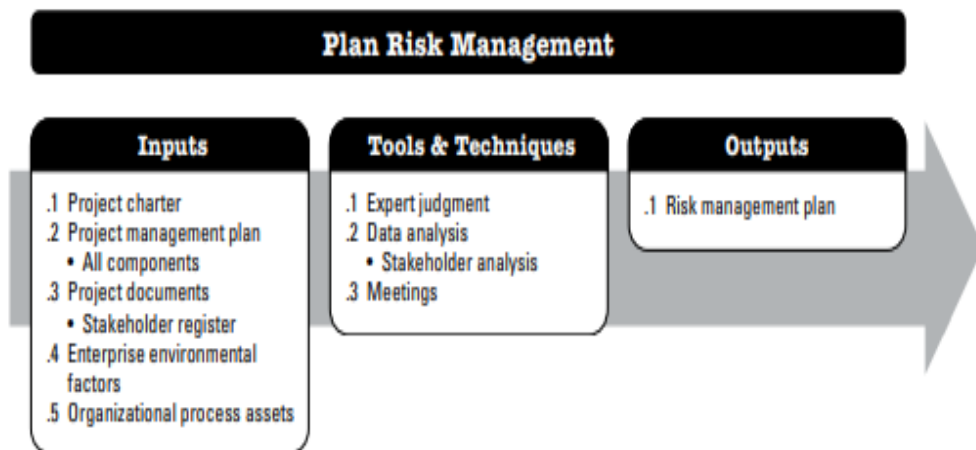 Plan Risk Management
Inputs
.1 Project charter
.2 Project management plan
• All components
.3 Project documents
• Stakeholder register
.4 Enterprise environmental
factors
.5 Organizational process assets
Tools & Techniques
.1 Expert judgment
.2 Data analysis
• Stakeholder analysis
.3 Meetings
Outputs
.1 Risk management plan